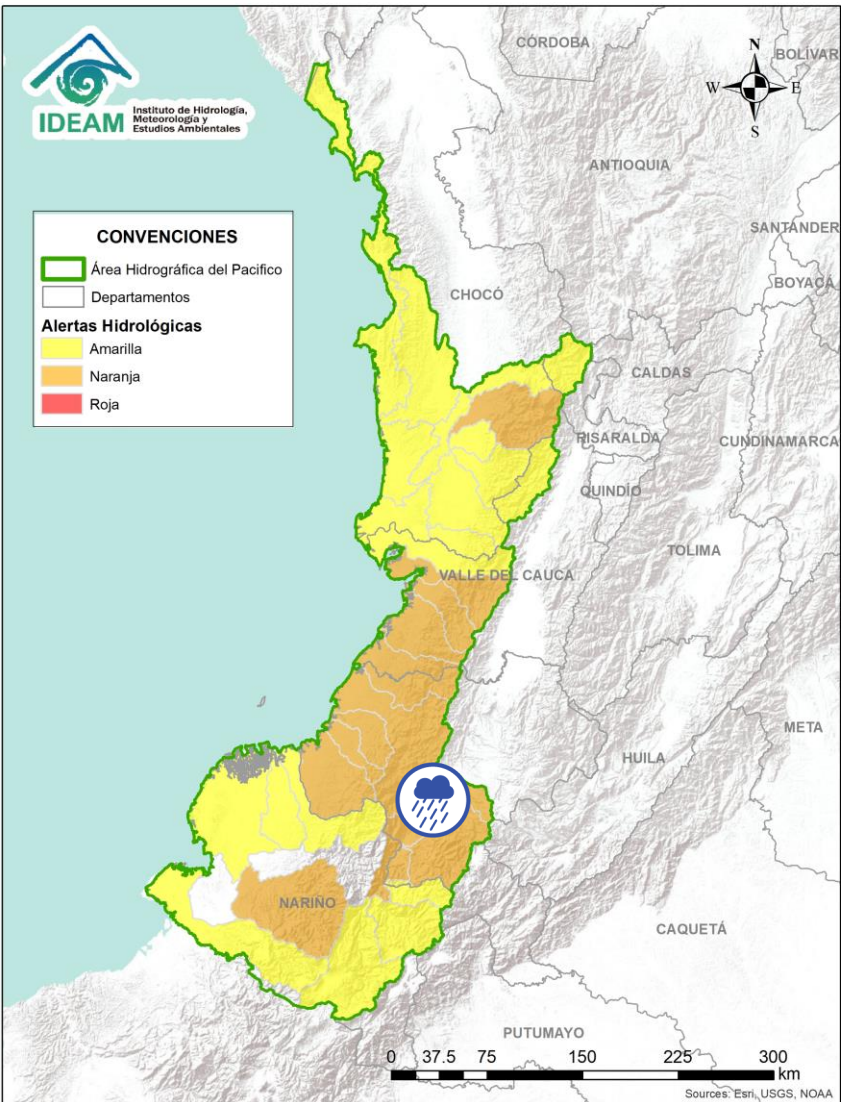 IDEAM
Instituto de Hidrología,
Meteorología y
Estudios Ambientales
N
W
E
S
CÓRDOBA
BOLÍVAR
ANTIOQUIA
SANTANDER
BOYACÁ
CHOCÓ
CALDAS
RISARALDA
CUNDINAMARCA
QUINDÍO
TOLIMA
VALLE DEL CAUCA
META
HUILA
NARIÑO
CAQUETÁ
PUTUMAYO
CONVENCIONES
Área Hidrográfica del Pacifico
Departamentos
Alertas Hidrológicas
Amarilla
Naranja
Roja
0 37.5 75 150 225 300
km
Sources: Esri, USGS, NOAA